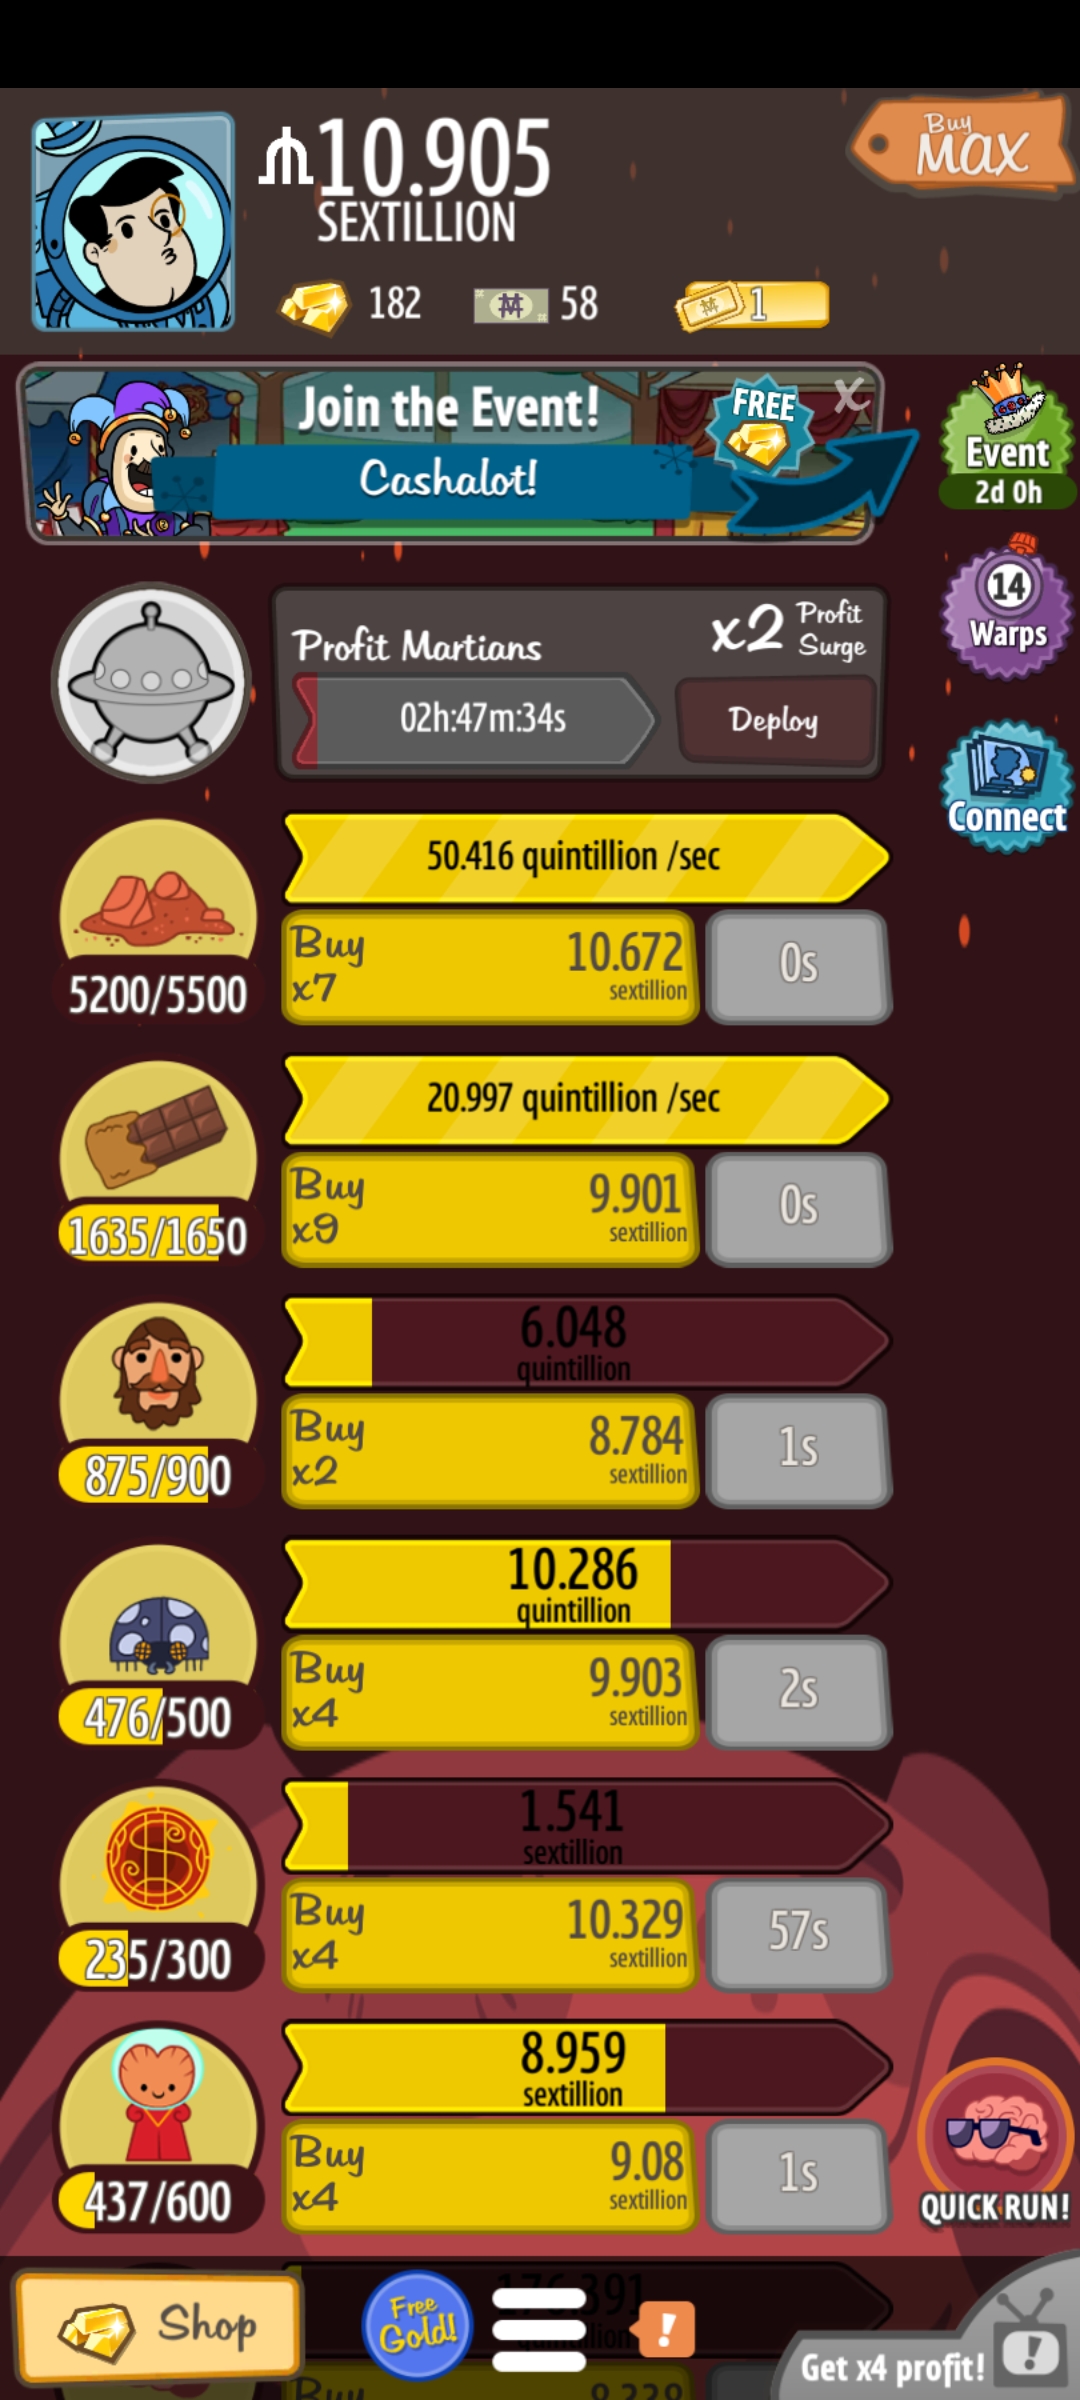 10.905
SEXTILLION
Buy
MAX
182
58
1
Join the Event!
Cashalot!
FREE
X
Event
2d 0h
14
Warps
Connect
Profit Martians
x2 Profit
Surge
02h:47m:34s
Deploy
50.416 quintillion /sec
5200/5500
Buy
x7
10.672
sextillion
0s
20.997 quintillion /sec
1635/1650
Buy
x9
9.901
sextillion
0s
6.048
quintillion
875/900
Buy
x2
8.784
sextillion
1s
10.286
quintillion
476/500
Buy
x4
9.903
sextillion
2s
1.541
sextillion
235/300
Buy
x4
10.329
sextillion
57s
8.959
sextillion
437/600
Buy
x4
9.08
sextillion
1s
QUICK RUN!
Shop
Free
Gold!
176.391
!
Get x4 profit!
!
Buy